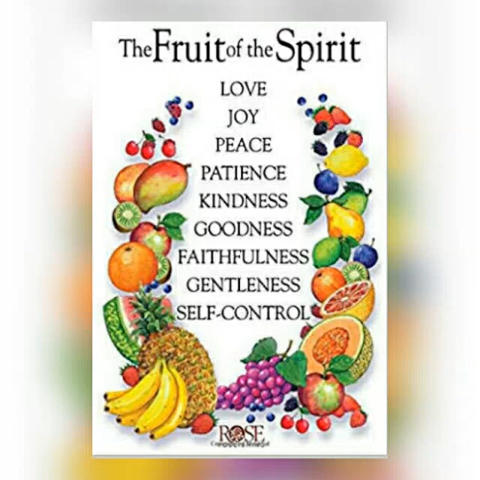 The Fruit of the Spirit
LOVE
JOY
PEACE
PATIENCE
KINDNESS
GOODNESS
FAITHFULNESS
GENTLENESS
SELF-CONTROL
ROSE